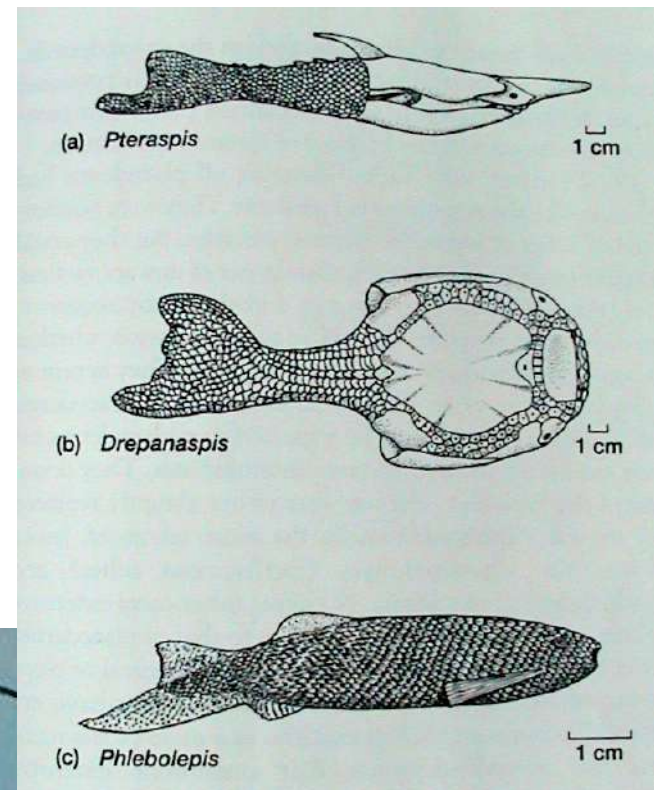 1 cm
(a) Pteraspis
1 cm
(b) Drepanaspis
1 cm
(c) Phlebolepis